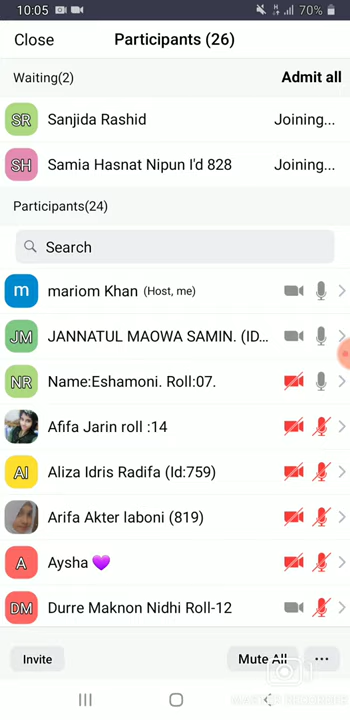 10:05 70%
Close Participants (26)
Waiting(2) Admit all
SR Sanjida Rashid Joining...
SH Samia Hasnat Nipun I'd 828 Joining...
Participants(24)
Search
m mariom Khan (Host, me)
JM JANNATUL MAOWA SAMIN. (ID...
NR Name:Eshamoni. Roll:07.
Afifa Jarin roll :14
AI Aliza Idris Radifa (Id:759)
Arifa Akter laboni (819)
A Aysha 💜
DM Durre Maknon Nidhi Roll-12
Invite Mute All ...